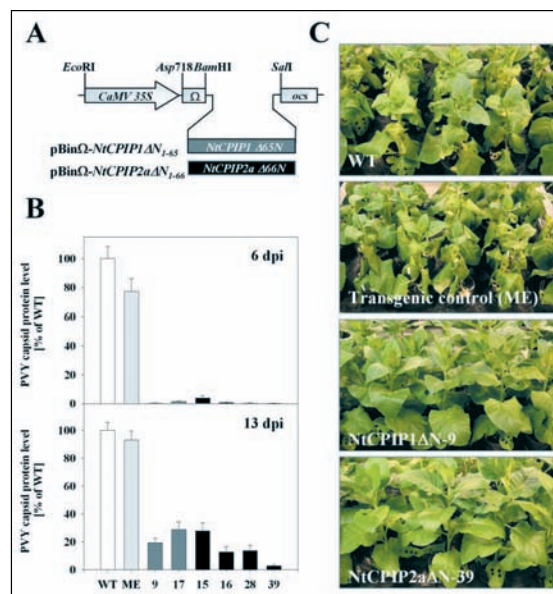 A
EcoRI
Asp718BamHI
SalI
CaMV 35S
Ω
ocs
pBinΩ-NtCPIP1ΔN1-65
NtCPIP1 Δ65N
pBinΩ-NtCPIP2aΔN1-66
NtCPIP2a Δ66N
B
6 dpi
PVY capsid protein level
[% of WT]
100
80
60
40
20
0
13 dpi
PVY capsid protein level
[% of WT]
100
80
60
40
20
0
WT ME 9 17 15 16 28 39
C
WT
Transgenic control (ME)
NtCPIP1ΔN-9
NtCPIP2aΔN-39